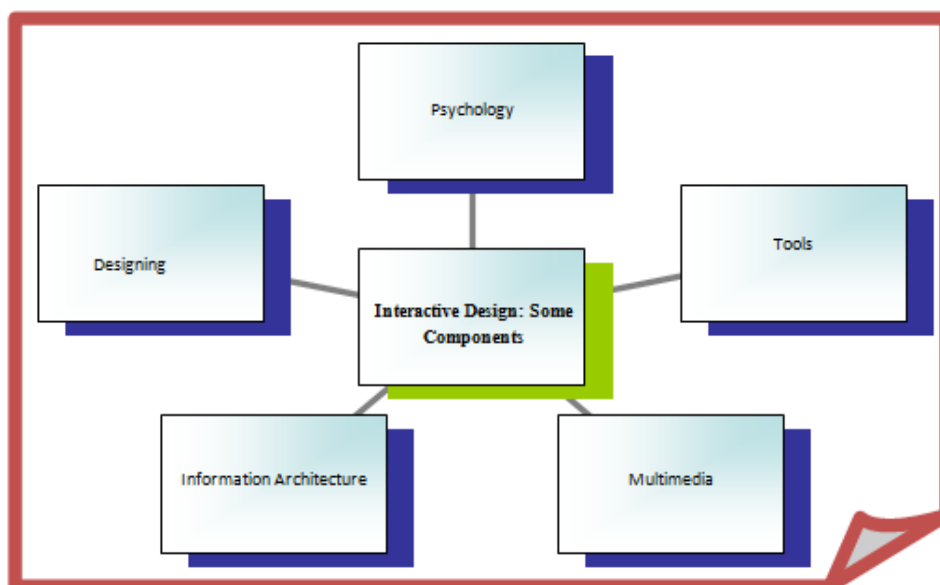 Psychology
Tools
Designing
Interactive Design: Some
Components
Information Architecture
Multimedia